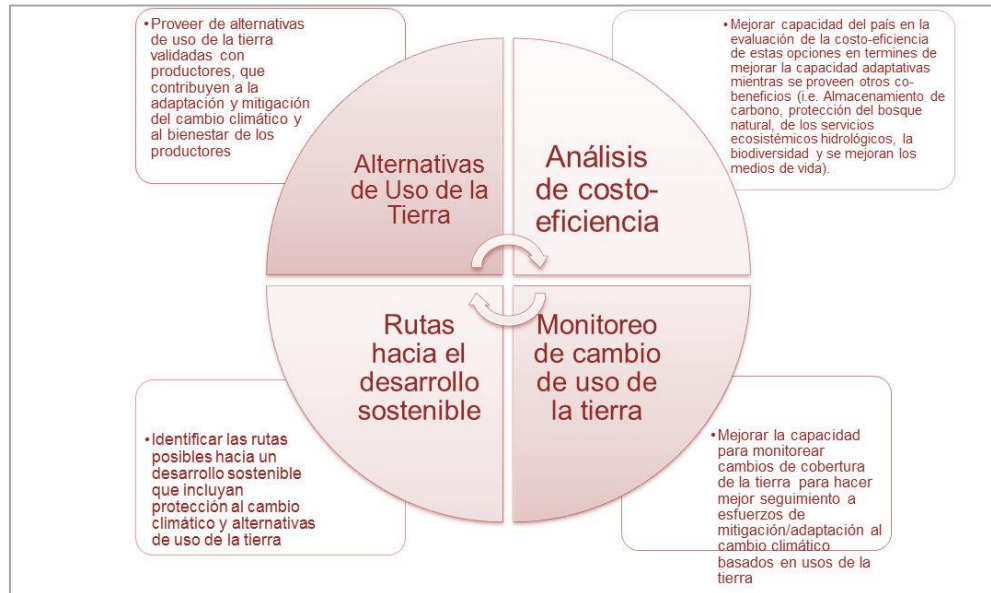 •Proveer de alternativas
de uso de la tierra
validadas con
productores, que
contribuyen a la
adaptación y mitigación
del cambio climático y
al bienestar de los
productores
•Mejorar capacidad del país en la
evaluación de la costo-eficiencia
de estas opciones en termines de
mejorar la capacidad adaptativas
mientras se proveen otros co-
beneficios (i.e. Almacenamiento de
carbono, protección del bosque
natural, de los servicios
ecosistémicos hidrológicos, la
biodiversidad y se mejoran los
medios de vida).
Alternativas
de Uso de la
Tierra
Análisis
de costo-
eficiencia
Rutas
hacia el
desarrollo
sostenible
Monitoreo
de cambio
de uso de
la tierra
•Identificar las rutas
posibles hacia un
desarrollo sostenible
que incluyan
protección al cambio
climático y alternativas
de uso de la tierra
•Mejorar la capacidad
para monitorear
cambios de cobertura
de la tierra para hacer
mejor seguimiento a
esfuerzos de
mitigación/adaptación al
cambio climático
basados en usos de la
tierra